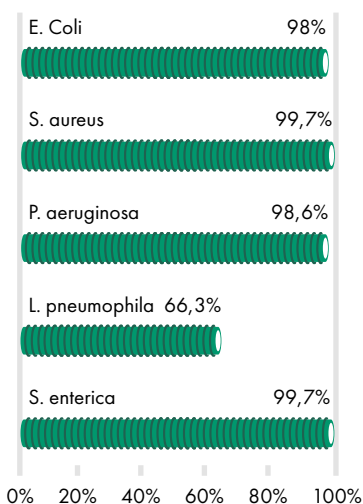 E. Coli 98%
S. aureus 99,7%
P. aeruginosa 98,6%
L. pneumophila 66,3%
S. enterica 99,7%
0% 20% 40% 60% 80% 100%